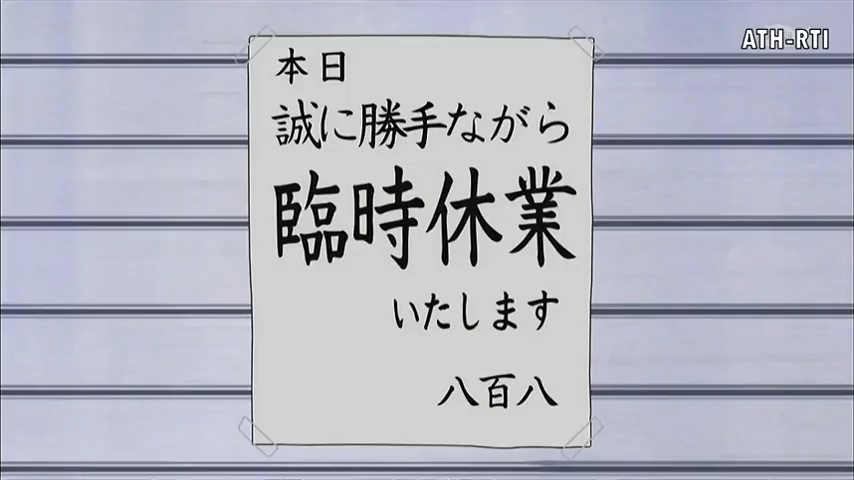 ATH-RTI
本日
誠に勝手ながら
臨時休業
いたします
八百八